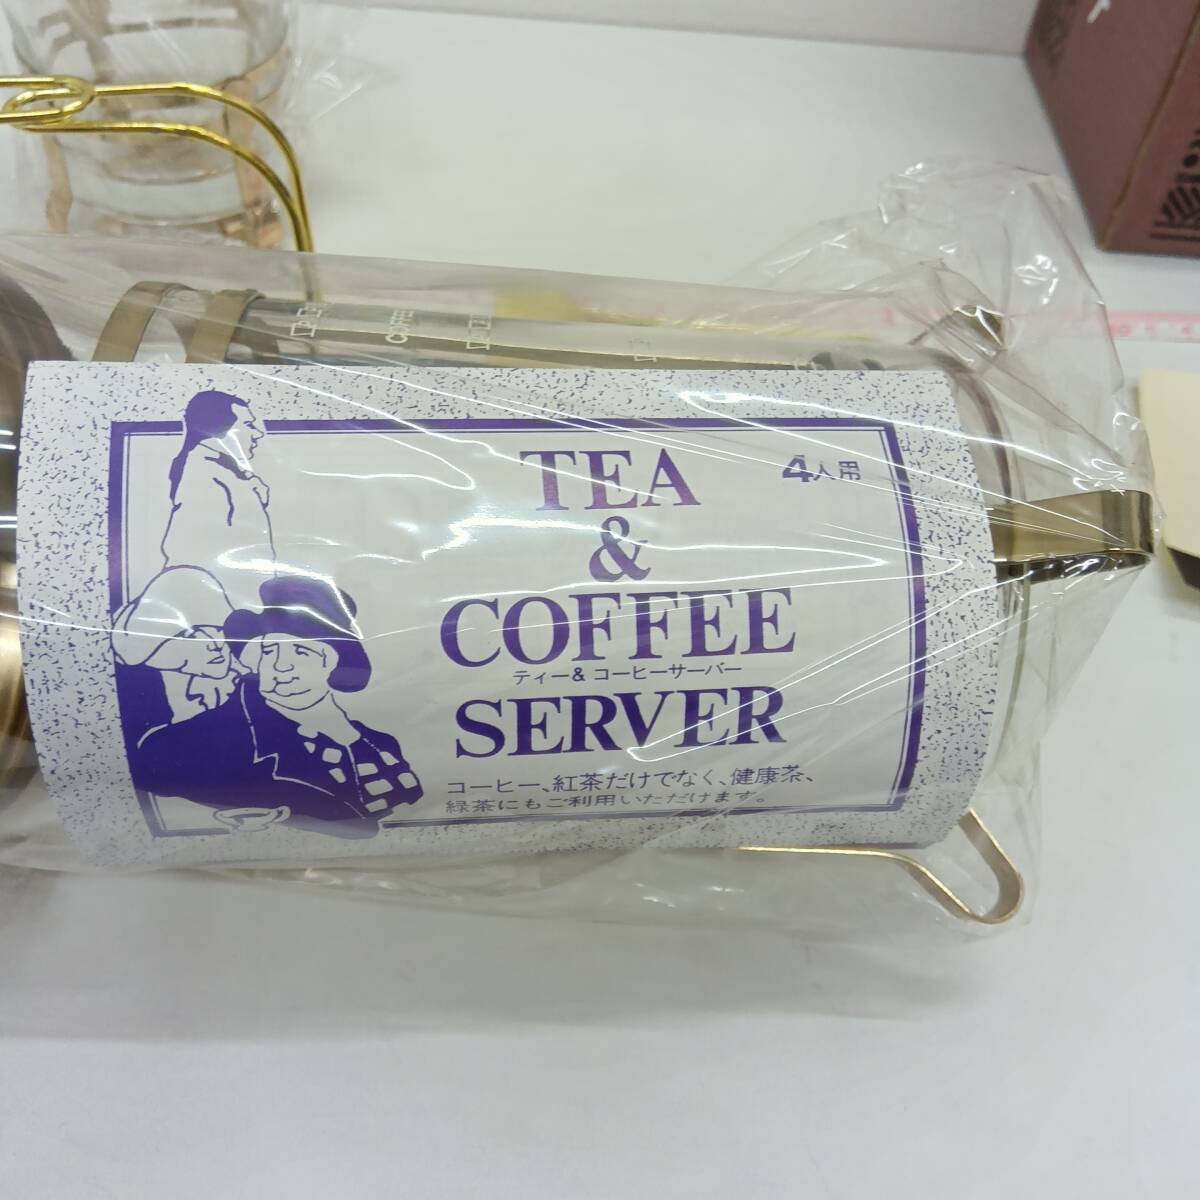 TEA
4人用
&
COFFEE
ティー& コーヒーサーバー
SERVER
コーヒー、紅茶だけでなく、健康茶、
緑茶にもご利用いただけます。
COFFEE